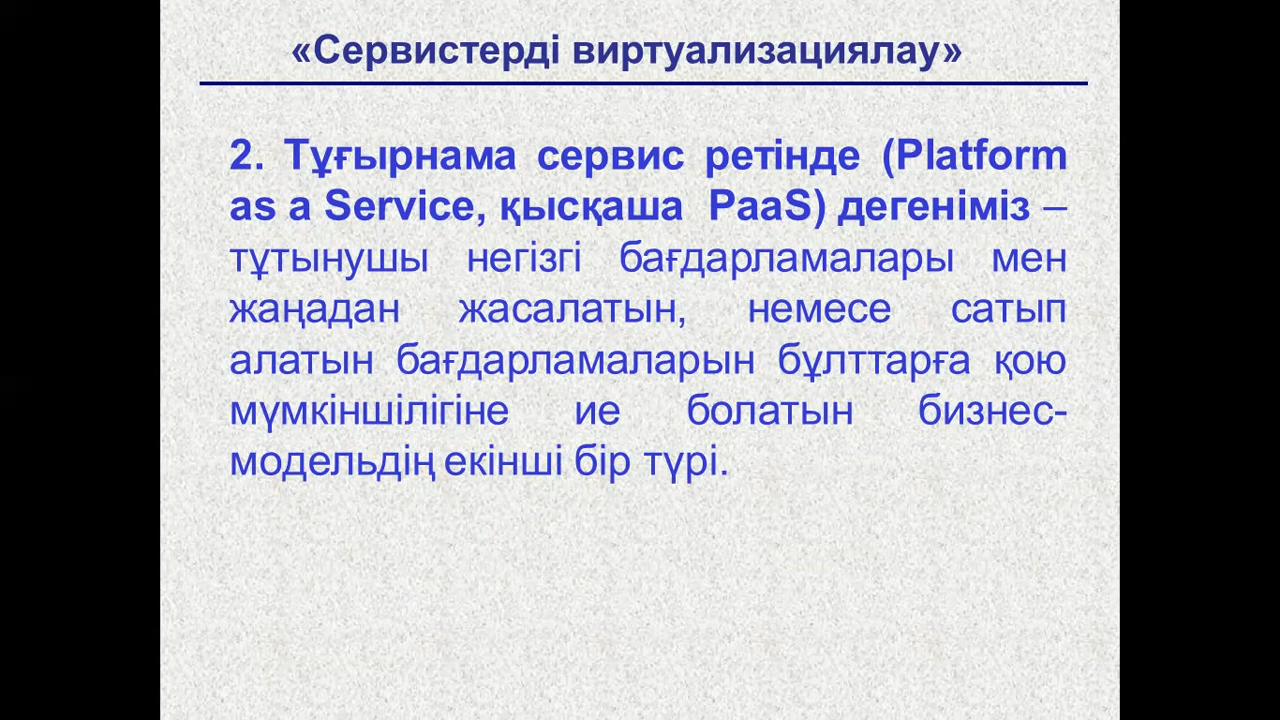 «Сервистерді виртуализациялау»
2. Тұғырнама сервис ретінде (Platform
as a Service, қысқаша PaaS) дегеніміз –
тұтынушы негізгі бағдарламалары мен
жаңадан жасалатын, немесе сатып
алатын бағдарламаларын бұлттарға қою
мүмкіншілігіне ие болатын бизнес-
модельдің екінші бір түрі.